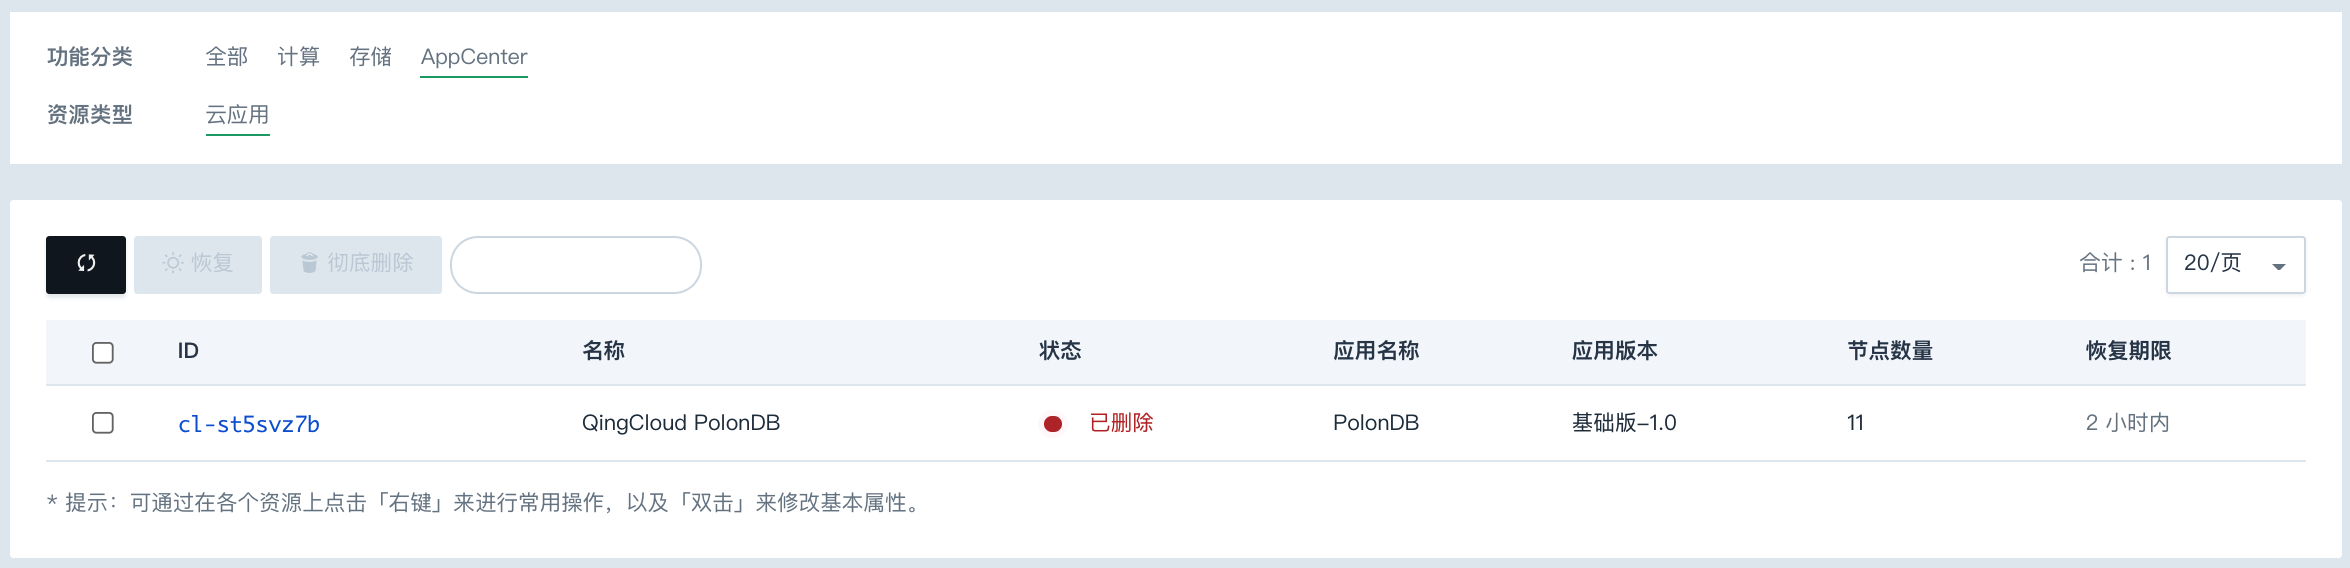 功能分类 全部 计算 存储 AppCenter
资源类型 云应用
恢复 彻底删除 合计：1 20/页
ID 名称 状态 应用名称 应用版本 节点数量 恢复期限
cl-st5svz7b QingCloud PolonDB 已删除 PolonDB 基础版-1.0 11 2 小时内
* 提示：可通过在各个资源上点击「右键」来进行常用操作，以及「双击」来修改基本属性。